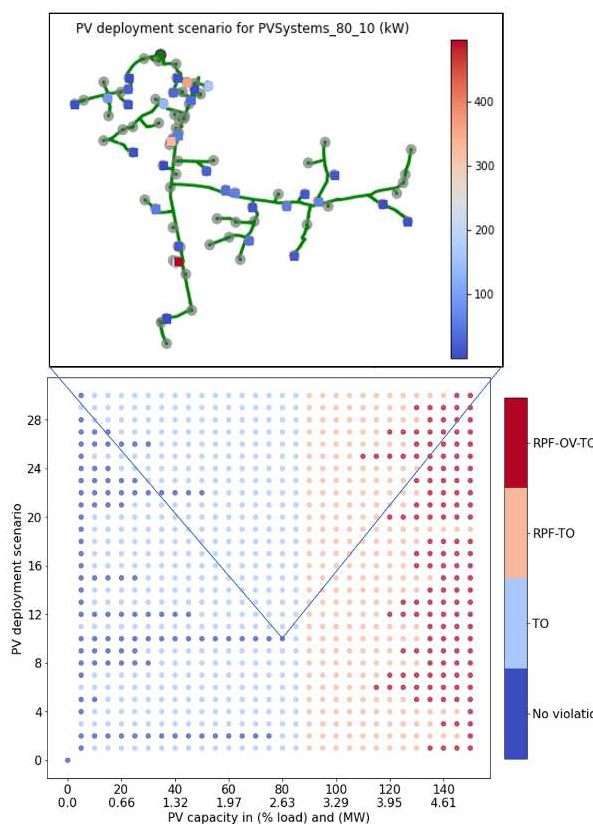 PV deployment scenario for PVSystems_80_10 (kW)
400
300
200
100
28
24
20
16
12
8
4
0
PV deployment scenario
RPF-OV-TO
RPF-TO
TO
No violatio
0 20 40 60 80 100 120 140
0.0 0.66 1.32 1.97 2.63 3.29 3.95 4.61
PV capacity in (% load) and (MW)